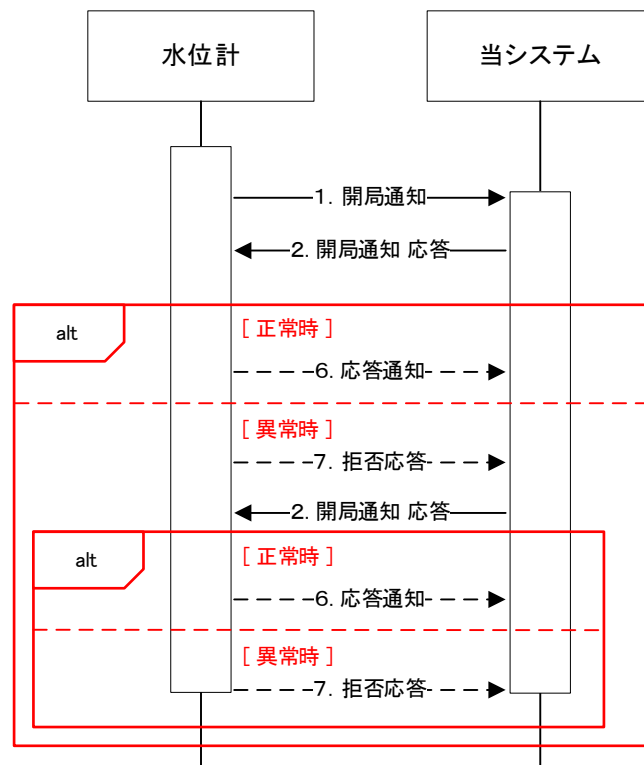 水位計
当システム
1. 開局通知
2. 開局通知 応答
alt
[ 正常時 ]
6. 応答通知
[ 異常時 ]
7. 拒否応答
2. 開局通知 応答
alt
[ 正常時 ]
6. 応答通知
[ 異常時 ]
7. 拒否応答